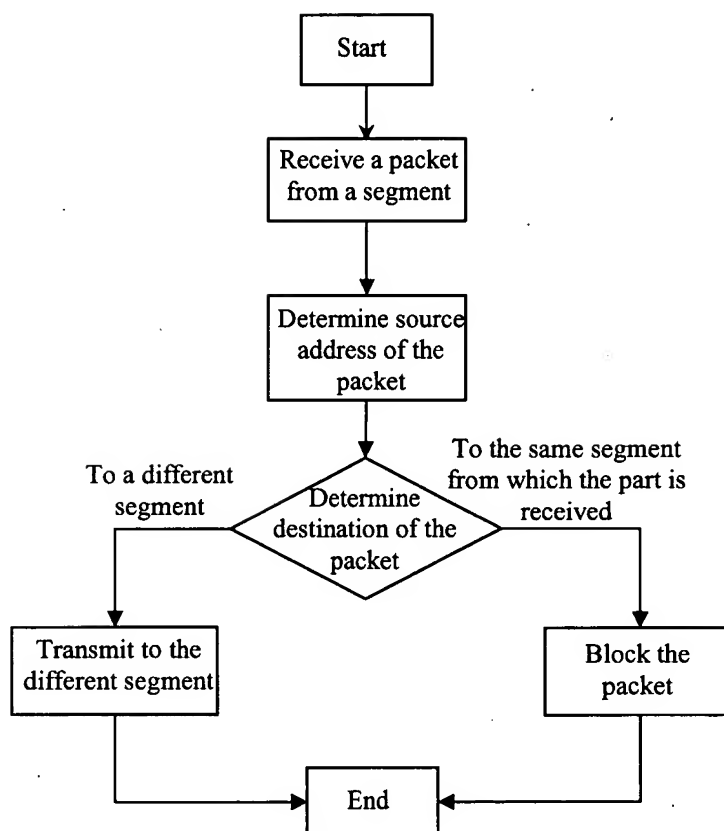 Start
Receive a packet
from a segment
Determine source
address of the
packet
To a different
segment
To the same segment
from which the part is
received
Determine
destination of the
packet
Transmit to the
different segment
Block the
packet
End